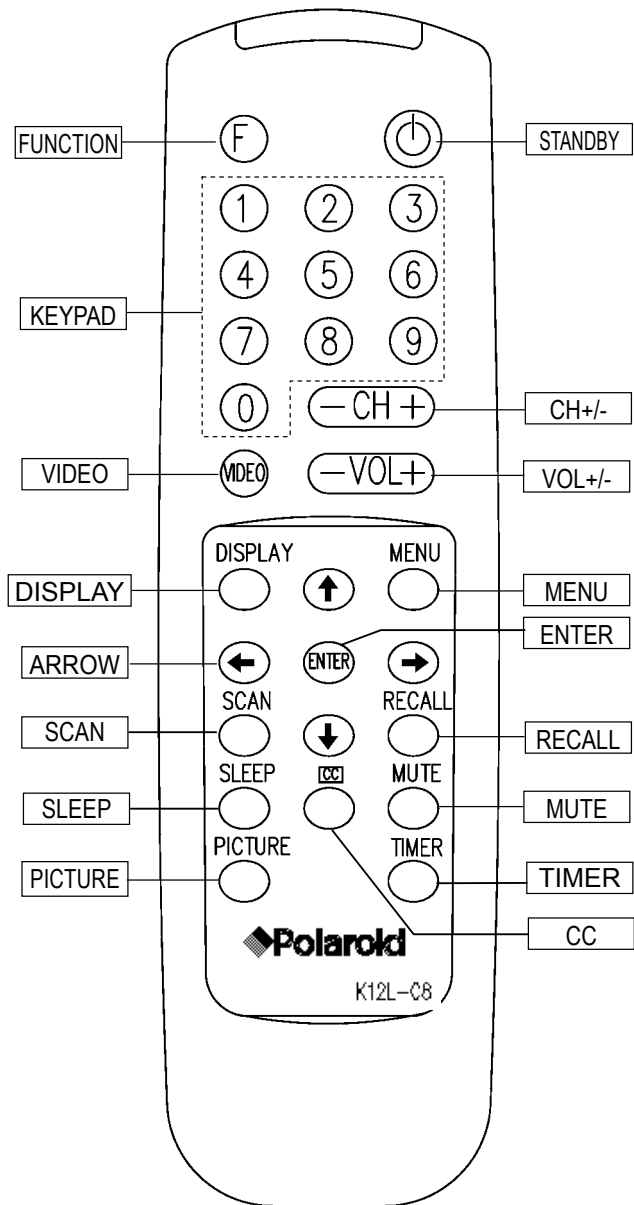 FUNCTION F STANDBY
1 2 3
4 5 6
KEYPAD
7 8 9
0 – CH + CH+/-
VIDEO VIDEO – VOL+ VOL+/-
DISPLAY MENU
DISPLAY MENU
ENTER
ARROW ENTER
SCAN RECALL
SCAN RECALL
SLEEP CC MUTE
SLEEP MUTE
PICTURE TIMER
PICTURE TIMER
CC
Polaroid
K12L-C8